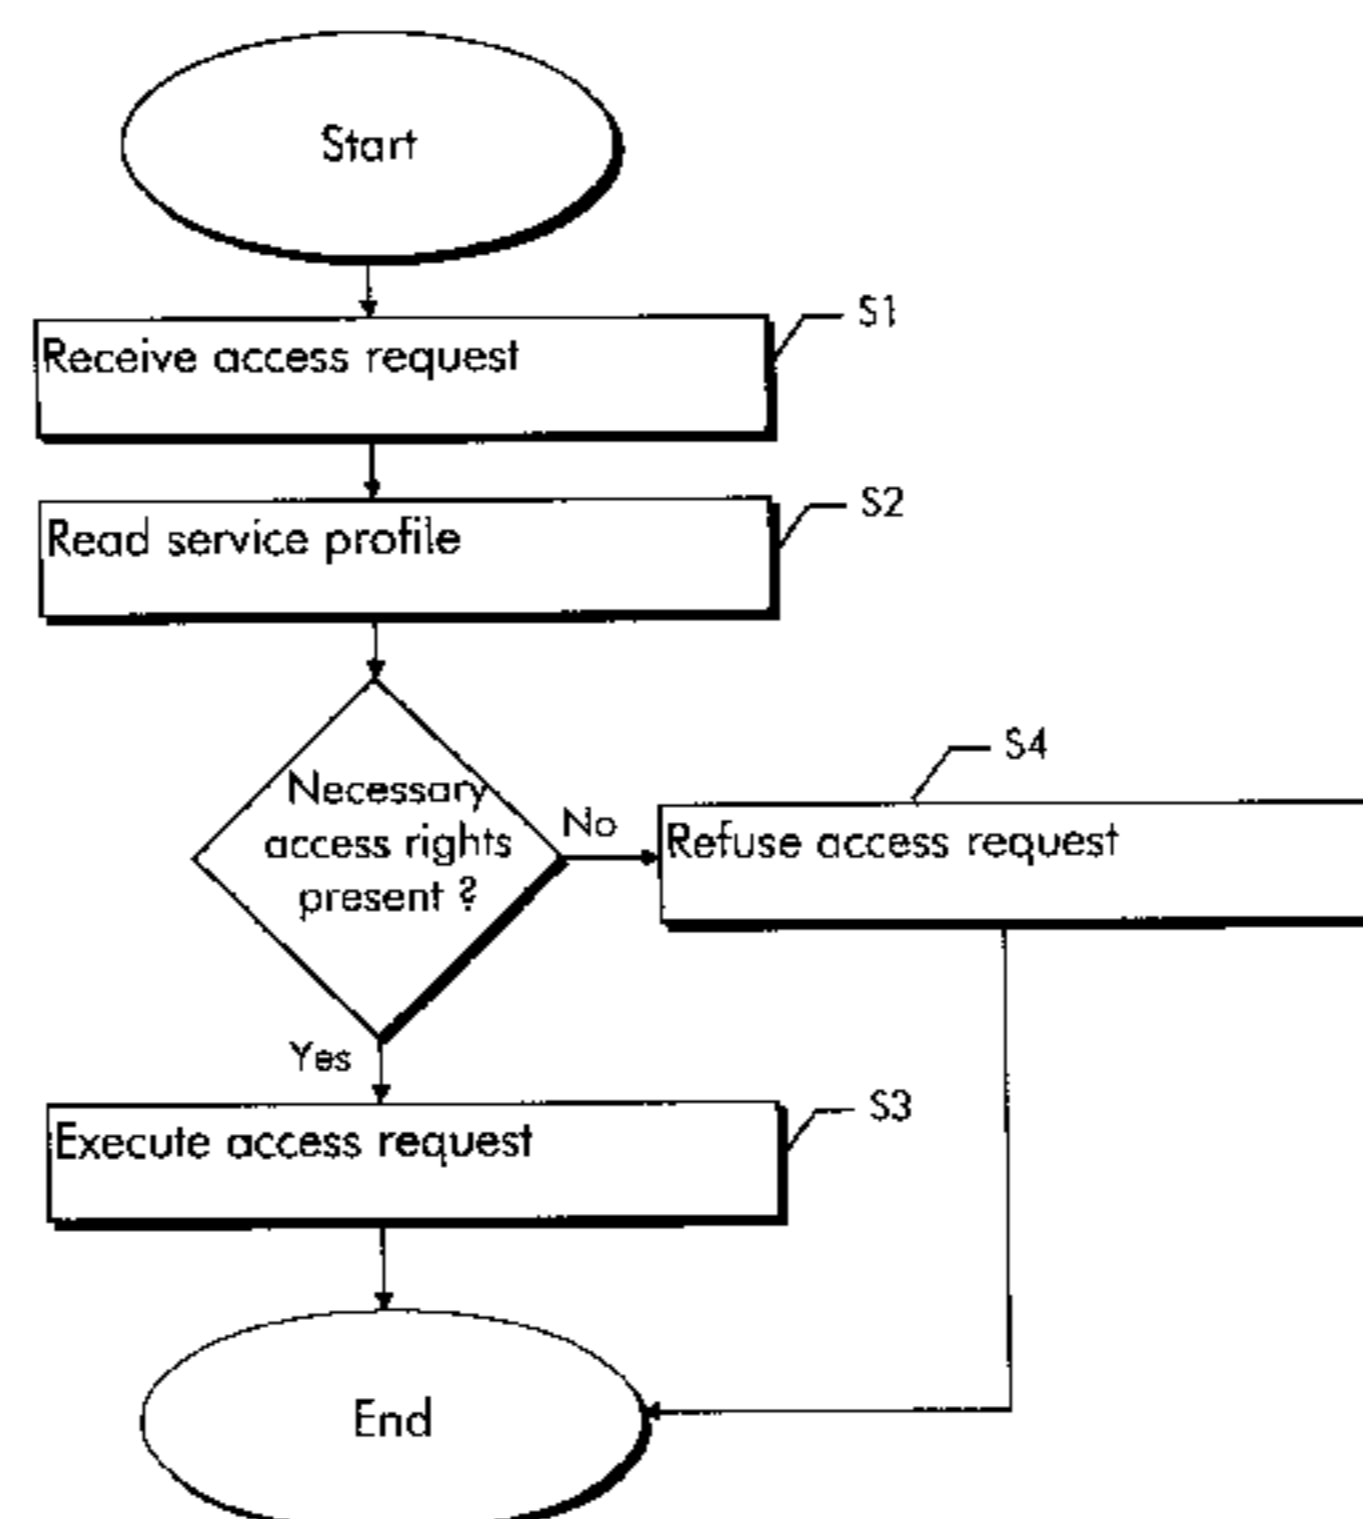 Start
S1
Receive access request
S2
Read service profile
S4
Necessary
access rights
present ?
No
Refuse access request
Yes
S3
Execute access request
End